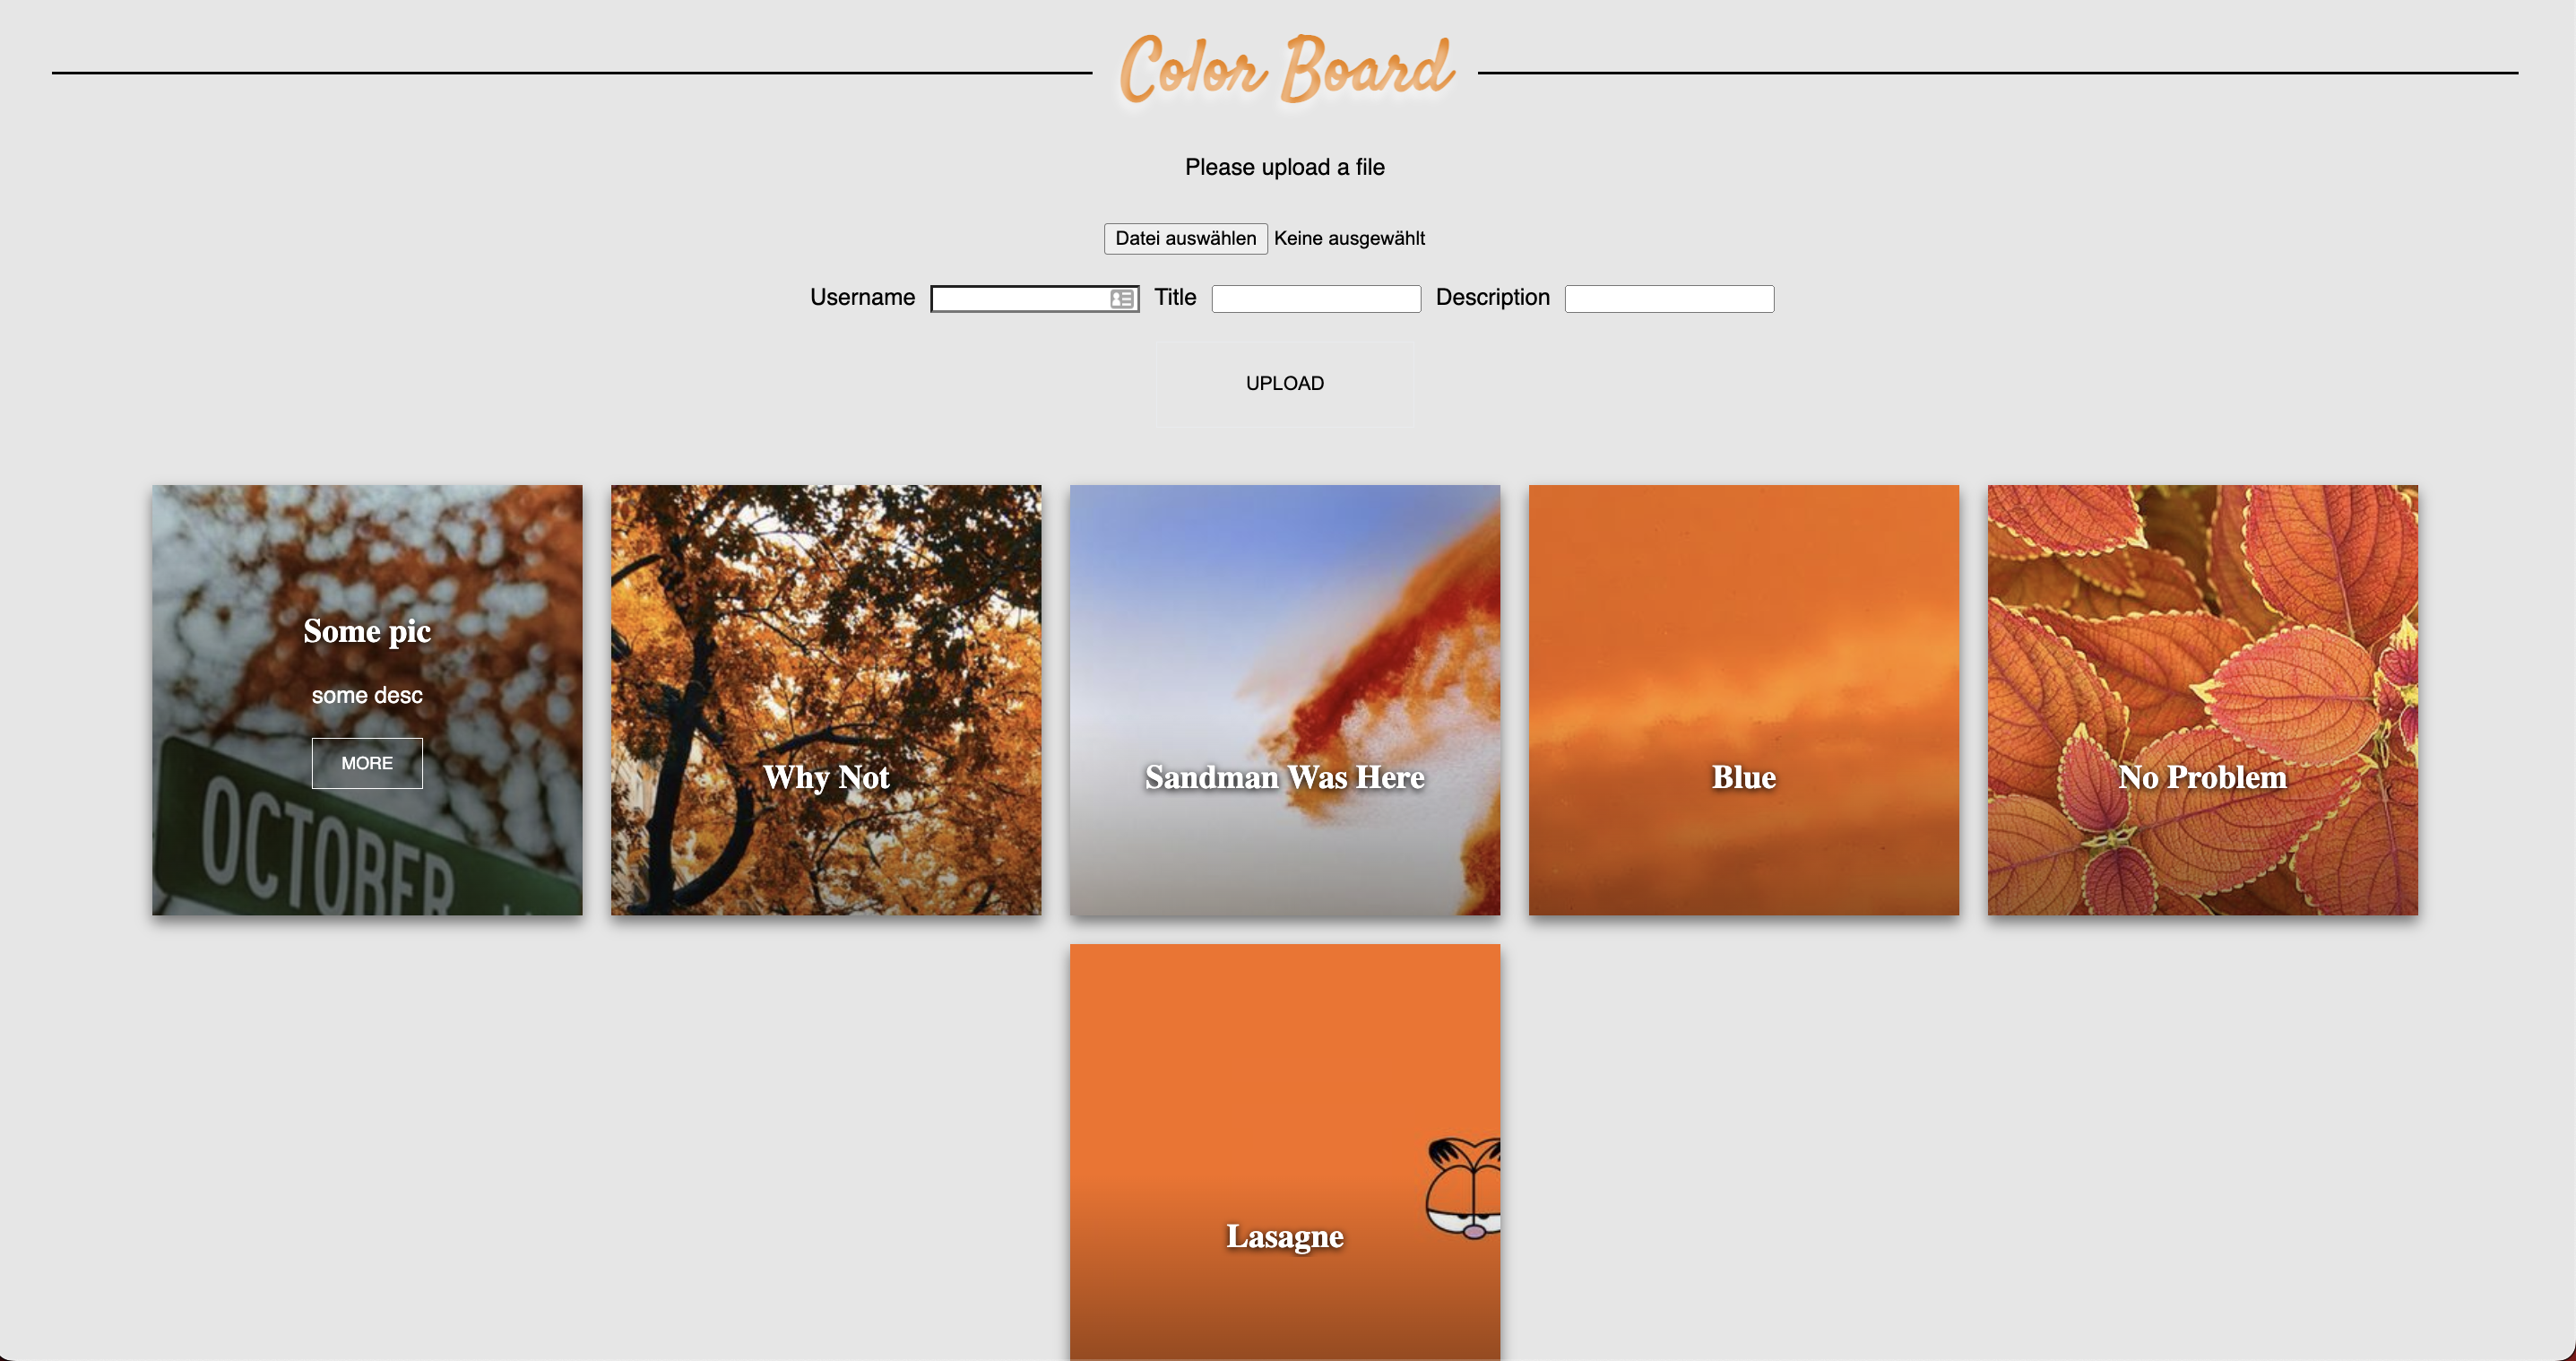 Color Board
Please upload a file
Datei auswählen Keine ausgewählt
Username Title Description
UPLOAD
Some pic
some desc
MORE
OCTOBER
Why Not
Sandman Was Here
Blue
No Problem
Lasagne